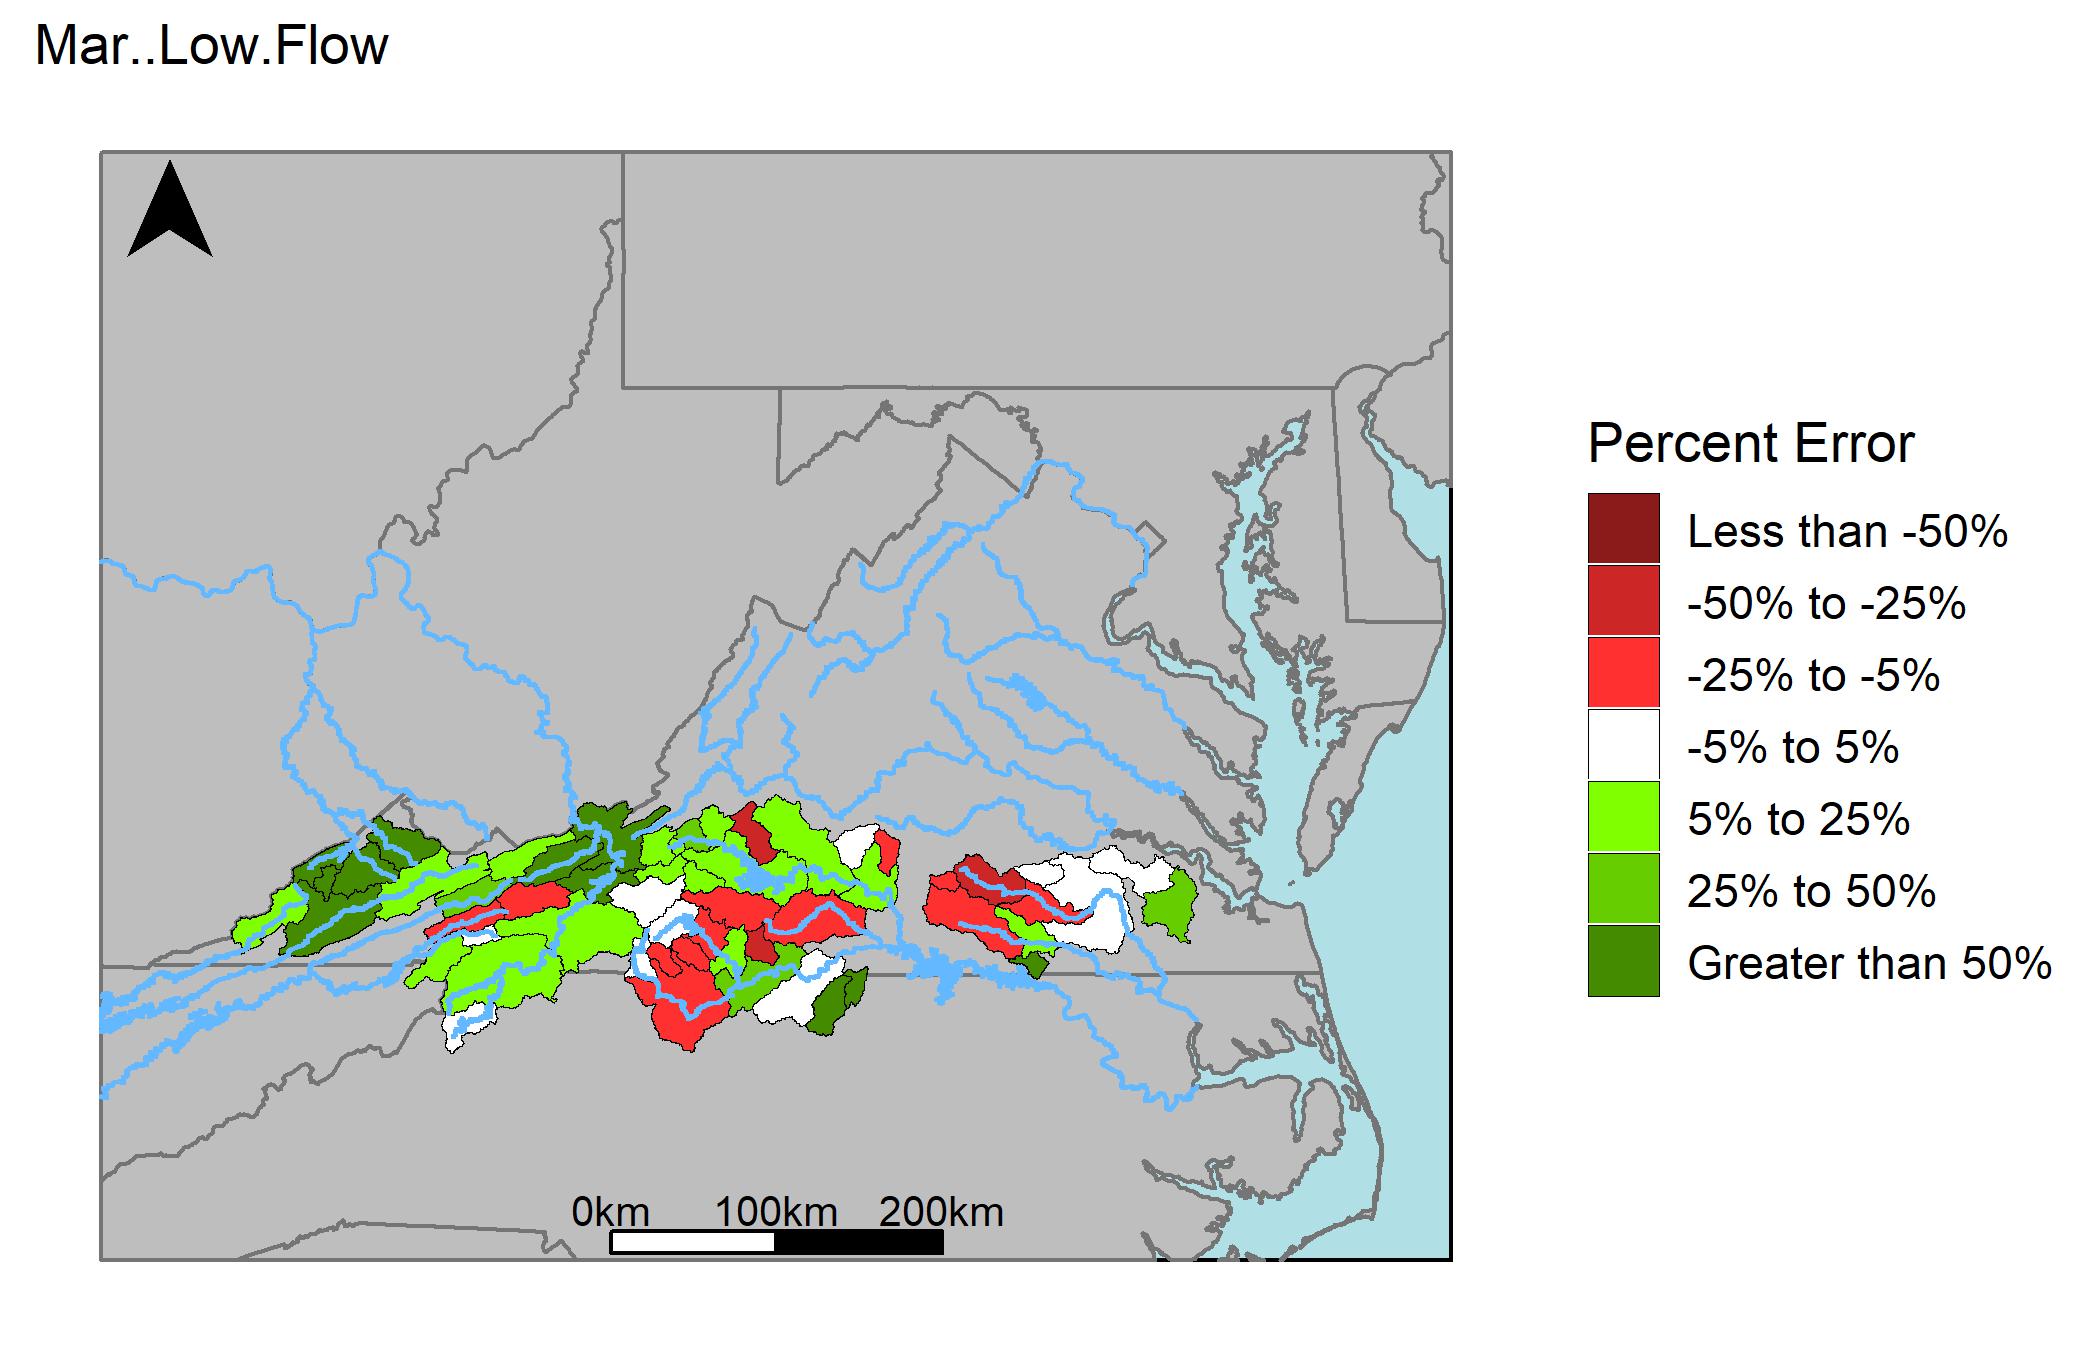 Mar..Low.Flow
Percent Error
Less than -50%
-50% to -25%
-25% to -5%
-5% to 5%
5% to 25%
25% to 50%
Greater than 50%
0km 100km 200km